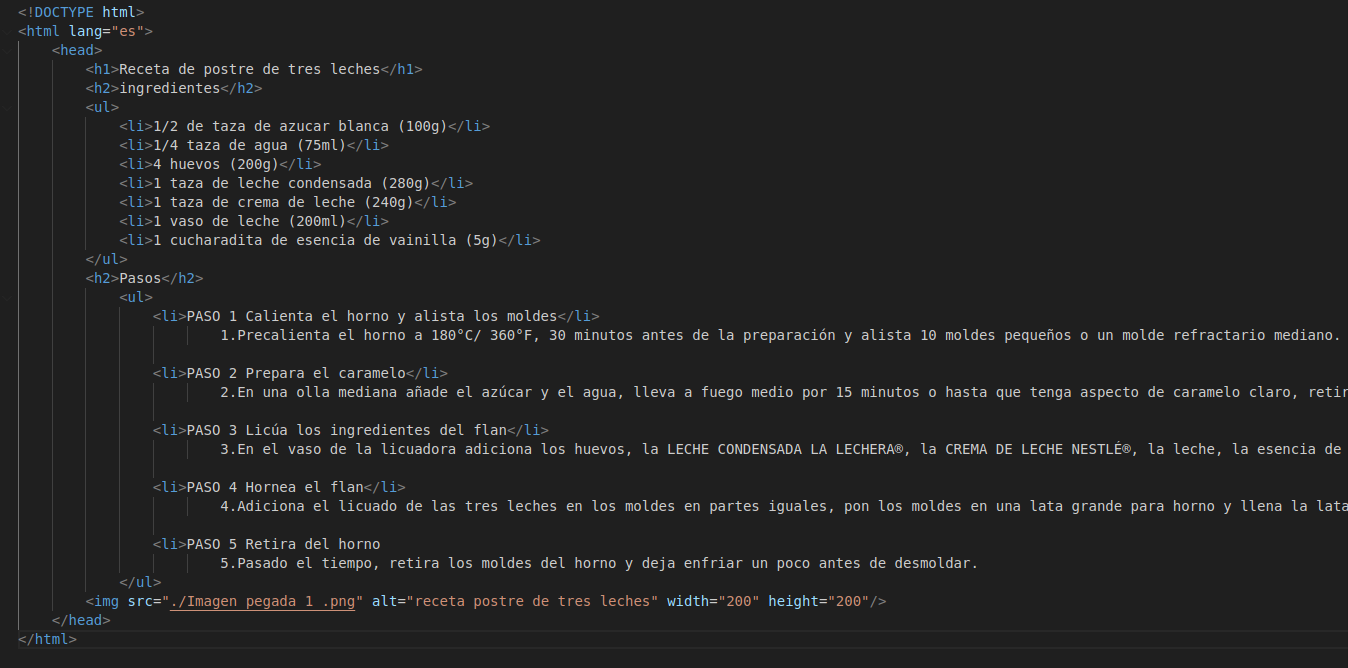 <!DOCTYPE html>
<html lang="es">
<head>
<h1>Receta de postre de tres leches</h1>
<h2>ingredientes</h2>
<ul>
<li>1/2 de taza de azucar blanca (100g)</li>
<li>1/4 taza de agua (75ml)</li>
<li>4 huevos (200g)</li>
<li>1 taza de leche condensada (280g)</li>
<li>1 taza de crema de leche (240g)</li>
<li>1 vaso de leche (200ml)</li>
<li>1 cucharadita de esencia de vainilla (5g)</li>
</ul>
<h2>Pasos</h2>
<ul>
<li>PASO 1 Calienta el horno y alista los moldes</li>
1.Precalienta el horno a 180°C/ 360°F, 30 minutos antes de la preparación y alista 10 moldes pequeños o un molde refractario mediano.
<li>PASO 2 Prepara el caramelo</li>
2.En una olla mediana añade el azúcar y el agua, lleva a fuego medio por 15 minutos o hasta que tenga aspecto de caramelo claro, retir
<li>PASO 3 Licúa los ingredientes del flan</li>
3.En el vaso de la licuadora adiciona los huevos, la LECHE CONDENSADA LA LECHERA®, la CREMA DE LECHE NESTLÉ®, la leche, la esencia de
<li>PASO 4 Hornea el flan</li>
4.Adiciona el licuado de las tres leches en los moldes en partes iguales, pon los moldes en una lata grande para horno y llena la lata
<li>PASO 5 Retira del horno
5.Pasado el tiempo, retira los moldes del horno y deja enfriar un poco antes de desmoldar.
</ul>
<img src="./Imagen pegada 1 .png" alt="receta postre de tres leches" width="200" height="200"/>
</head>
</html>